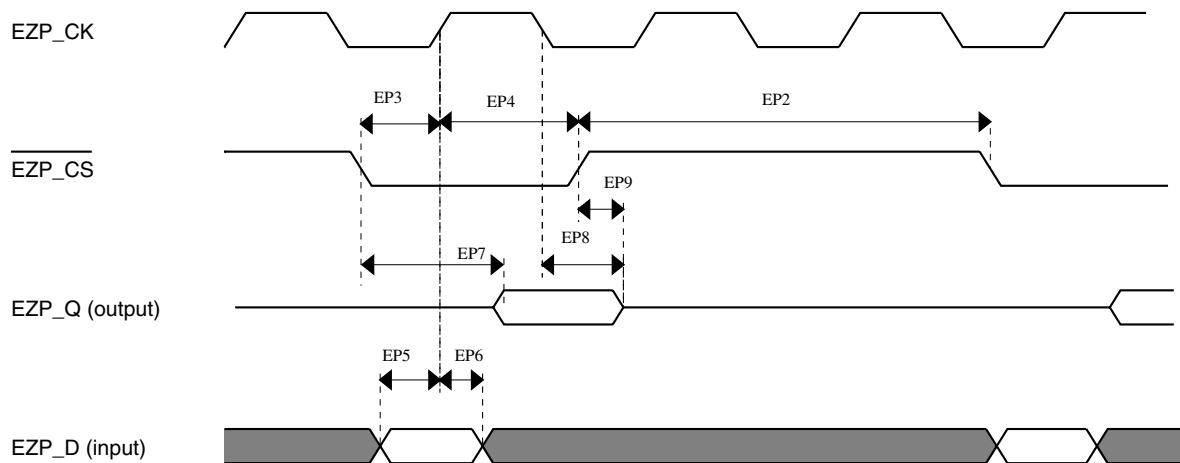 EZP_CK
EP3
EP4
EP2
EZP_CS
EP9
EP8
EP7
EZP_Q (output)
EP5
EP6
EZP_D (input)